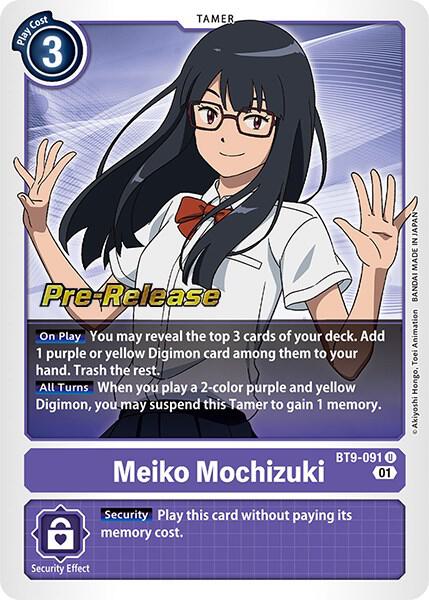 TAMER
Play Cost
3
Pre-Release
On Play You may reveal the top 3 cards of your deck. Add
1 purple or yellow Digimon card among them to your
hand. Trash the rest.
All Turns When you play a 2-color purple and yellow
Digimon, you may suspend this Tamer to gain 1 memory.
©Akiyoshi Hongo, Toei Animation BANDAI MADE IN JAPAN
BT9-091 U
Meiko Mochizuki
01
Security Play this card without paying its
memory cost.
Security Effect